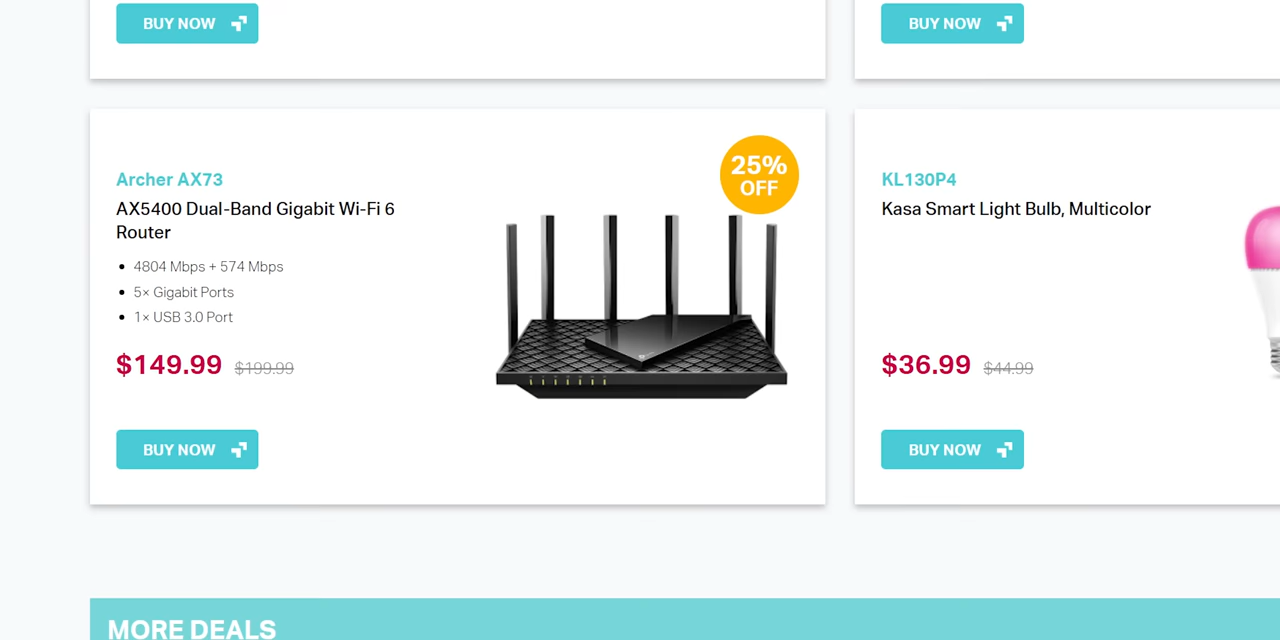 BUY NOW
BUY NOW
25%
OFF
Archer AX73
AX5400 Dual-Band Gigabit Wi-Fi 6
Router
4804 Mbps + 574 Mbps
5× Gigabit Ports
1× USB 3.0 Port
$149.99 $199.99
BUY NOW
KL130P4
Kasa Smart Light Bulb, Multicolor
$36.99 $44.99
BUY NOW
MORE DEALS